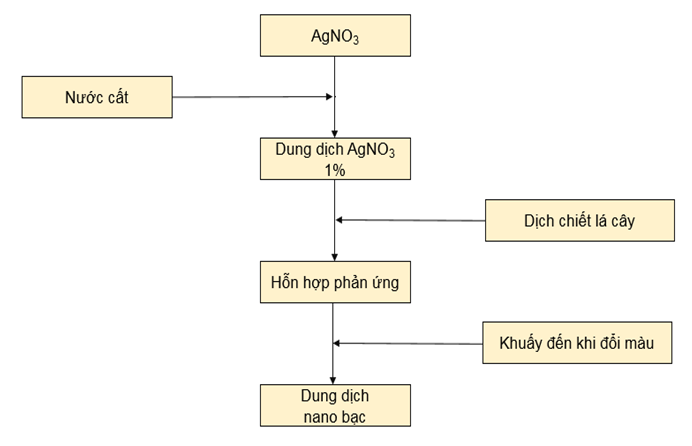 AgNO₃
Nước cất
Dung dịch AgNO₃
1%
Dịch chiết lá cây
Hỗn hợp phản ứng
Khuấy đến khi đổi màu
Dung dịch
nano bạc